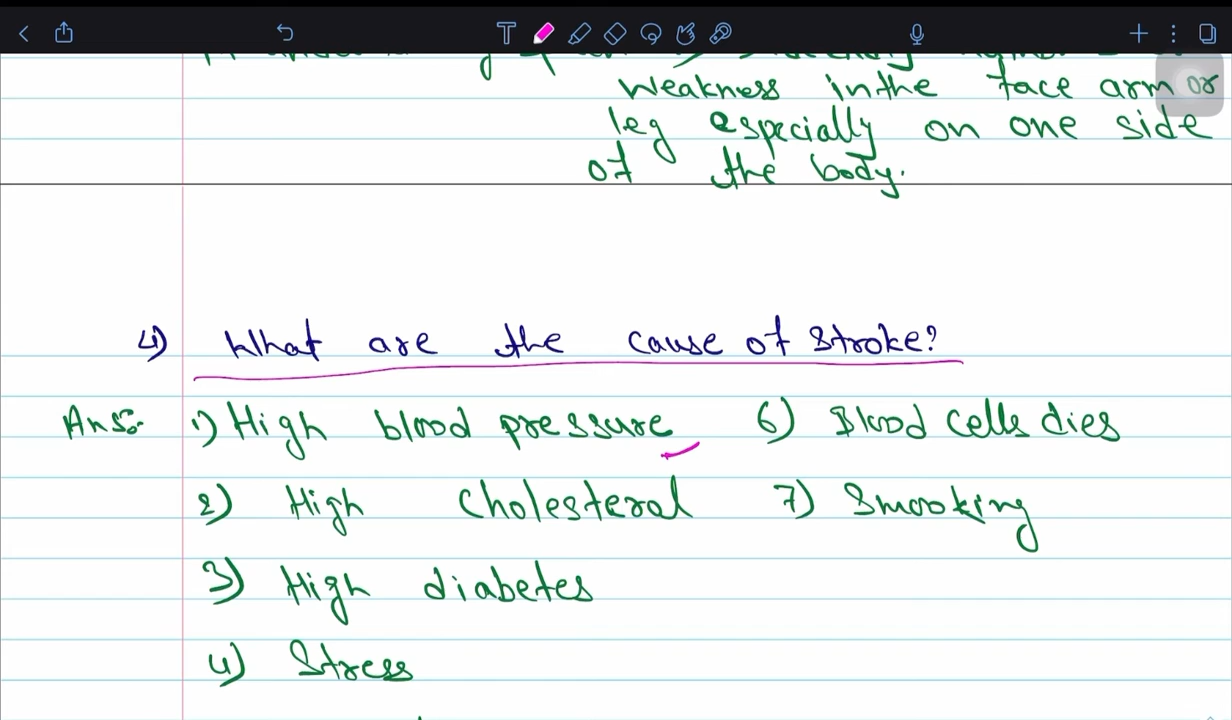 weakness in the face arm or
leg especially on one side
of the body.
4) What are the cause of Stroke?
Ans:- 1) High blood pressure
2) High Cholesteral
3) High diabetes
4) Stress
6) Blood cells dies
7) Smooking